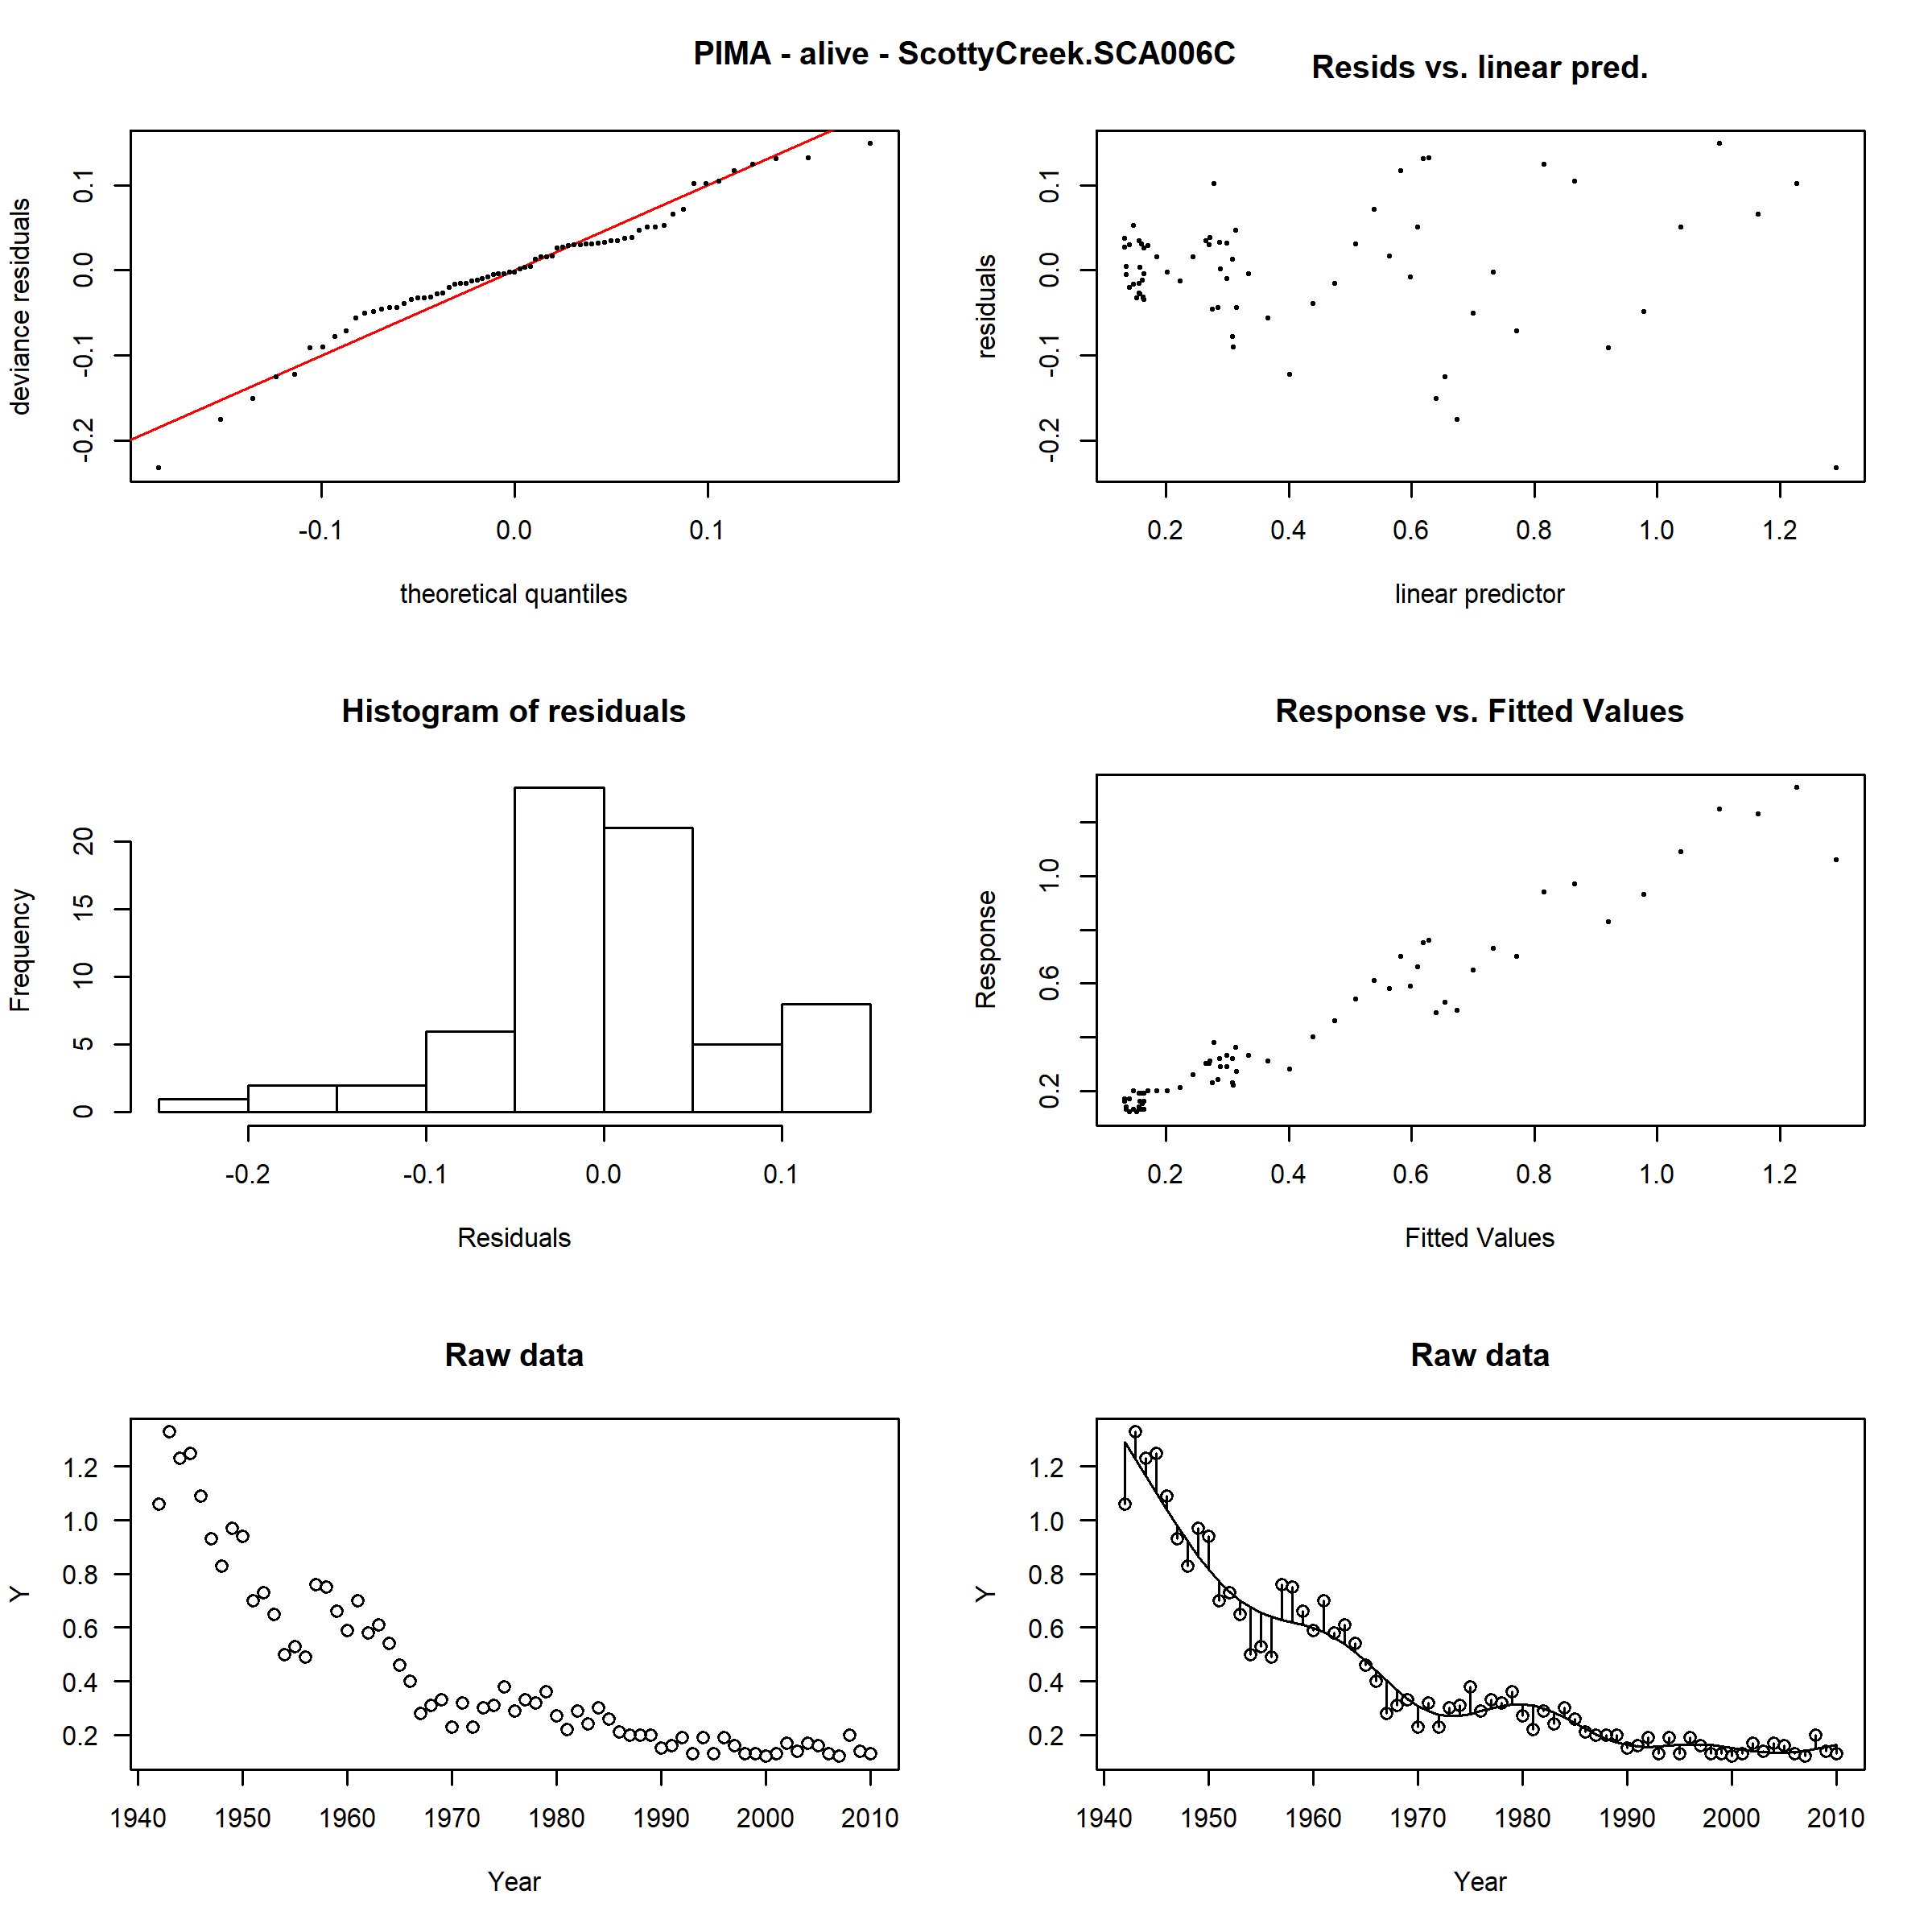 PIMA - alive - ScottyCreek.SCA006C
Resids vs. linear pred.
deviance residuals
-0.2 -0.1 0.0 0.1
-0.1 0.0 0.1
theoretical quantiles
residuals
-0.2 -0.1 0.0 0.1
0.2 0.4 0.6 0.8 1.0 1.2
linear predictor
Histogram of residuals
Frequency
0 5 10 15 20
-0.2 -0.1 0.0 0.1
Residuals
Response vs. Fitted Values
Response
0.2 0.6 1.0
0.2 0.4 0.6 0.8 1.0 1.2
Fitted Values
Raw data
Y
1.2
1.0
0.8
0.6
0.4
0.2
1940 1950 1960 1970 1980 1990 2000 2010
Year
Raw data
Y
1.2
1.0
0.8
0.6
0.4
0.2
1940 1950 1960 1970 1980 1990 2000 2010
Year